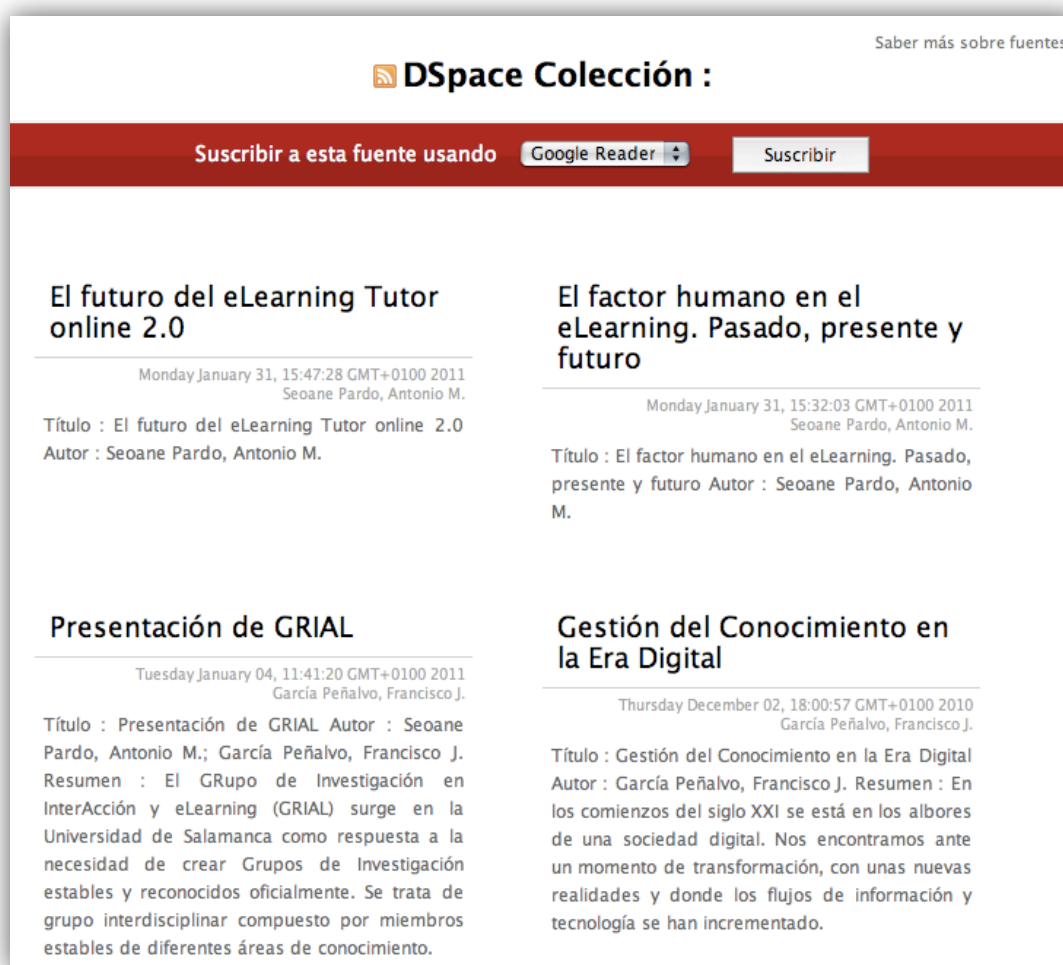 Saber más sobre fuentes
DSpace Colección :
Suscribir a esta fuente usando
Google Reader
Suscribir
El futuro del eLearning Tutor
online 2.0
Monday January 31, 15:47:28 GMT+0100 2011
Seoane Pardo, Antonio M.
Título : El futuro del eLearning Tutor online 2.0
Autor : Seoane Pardo, Antonio M.
El factor humano en el
eLearning. Pasado, presente y
futuro
Monday January 31, 15:32:03 GMT+0100 2011
Seoane Pardo, Antonio M.
Título : El factor humano en el eLearning. Pasado,
presente y futuro Autor : Seoane Pardo, Antonio
M.
Presentación de GRIAL
Tuesday January 04, 11:41:20 GMT+0100 2011
García Peñalvo, Francisco J.
Título : Presentación de GRIAL Autor : Seoane
Pardo, Antonio M.; García Peñalvo, Francisco J.
Resumen : El GRupo de Investigación en
InterAcción y eLearning (GRIAL) surge en la
Universidad de Salamanca como respuesta a la
necesidad de crear Grupos de Investigación
estables y reconocidos oficialmente. Se trata de
grupo interdisciplinar compuesto por miembros
estables de diferentes áreas de conocimiento.
Gestión del Conocimiento en
la Era Digital
Thursday December 02, 18:00:57 GMT+0100 2010
García Peñalvo, Francisco J.
Título : Gestión del Conocimiento en la Era Digital
Autor : García Peñalvo, Francisco J. Resumen : En
los comienzos del siglo XXI se está en los albores
de una sociedad digital. Nos encontramos ante
un momento de transformación, con unas nuevas
realidades y donde los flujos de información y
tecnología se han incrementado.